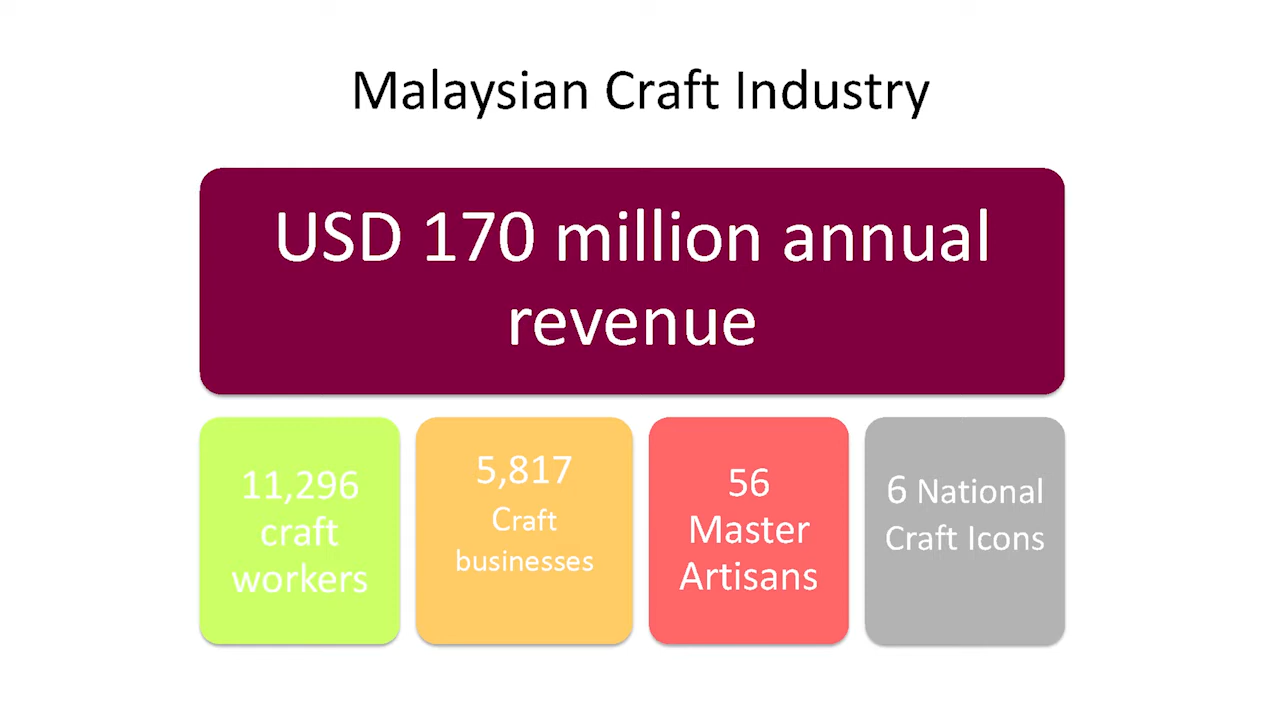 Malaysian Craft Industry
USD 170 million annual
revenue
11,296
craft
workers
5,817
Craft
businesses
56
Master
Artisans
6 National
Craft Icons